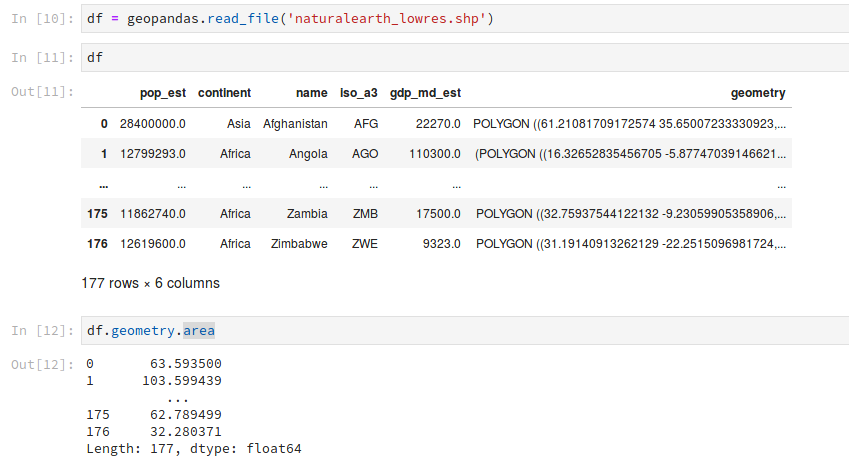 In [10]: df = geopandas.read_file('naturalearth_lowres.shp')
In [11]: df
Out[11]:
pop_est continent name iso_a3 gdp_md_est geometry
0 28400000.0 Asia Afghanistan AFG 22270.0 POLYGON ((61.21081709172574 35.65007233330923,...
1 12799293.0 Africa Angola AGO 110300.0 (POLYGON ((16.32652835456705 -5.87747039146621...
... ... ... ... ... ... ...
175 11862740.0 Africa Zambia ZMB 17500.0 POLYGON ((32.75937544122132 -9.23059905358906,...
176 12619600.0 Africa Zimbabwe ZWE 9323.0 POLYGON ((31.19140913262129 -22.2515096981724,...
177 rows × 6 columns
In [12]: df.geometry.area
Out[12]: 0 63.593500
1 103.599439
...
175 62.789499
176 32.280371
Length: 177, dtype: float64